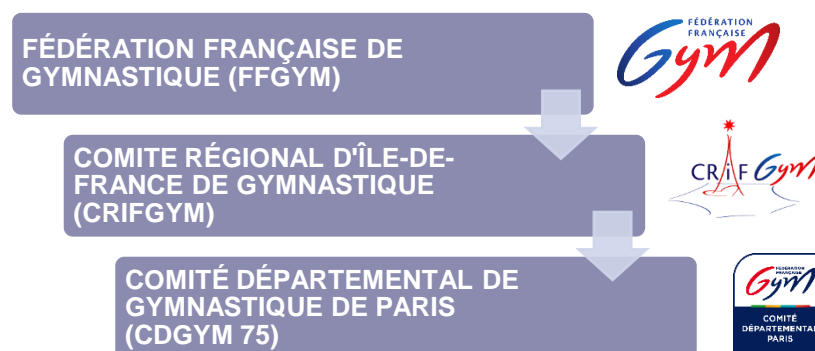 FÉDÉRATION FRANÇAISE DE
GYMNASTIQUE (FFGYM)
FÉDÉRATION
FRANÇAISE
Gym
COMITE RÉGIONAL D'ÎLE-DE-
FRANCE DE GYMNASTIQUE
(CRIFGYM)
CRiF Gym
COMITÉ DÉPARTEMENTAL DE
GYMNASTIQUE DE PARIS
(CDGYM 75)
FÉDÉRATION
FRANÇAISE
Gym
COMITÉ
DÉPARTEMENTAL
PARIS